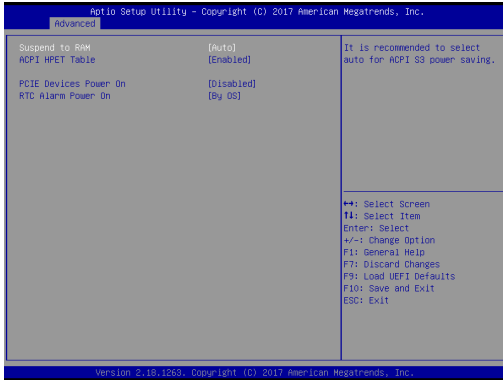 Aptio Setup Utility – Copyright (C) 2017 American Megatrends, Inc.
Advanced
Suspend to RAM [Auto]
ACPI HPET Table [Enabled]
PCIE Devices Power On [Disabled]
RTC Alarm Power On [By OS]
It is recommended to select
auto for ACPI S3 power saving.
↔: Select Screen
↑↓: Select Item
Enter: Select
+/-: Change Option
F1: General Help
F7: Discard Changes
F9: Load UEFI Defaults
F10: Save and Exit
ESC: Exit
Version 2.18.1263. Copyright (C) 2017 American Megatrends, Inc.